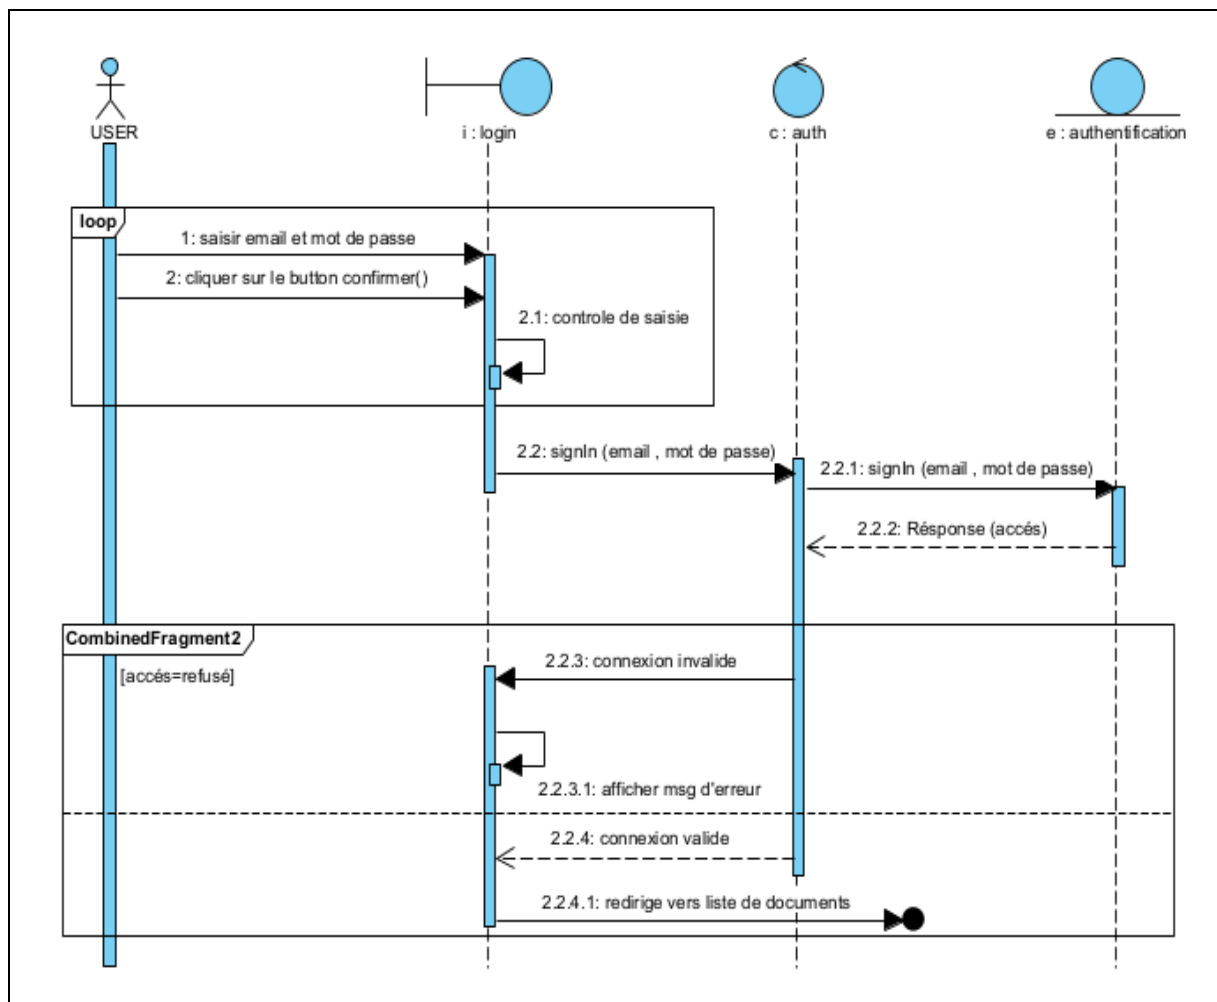 USER
i : login
c : auth
e : authentification
loop
1: saisir email et mot de passe
2: cliquer sur le button confirmer()
2.1: controle de saisie
2.2: signIn (email , mot de passe)
2.2.1: signIn (email , mot de passe)
2.2.2: Résponse (accés)
CombinedFragment2
[accés=refusé]
2.2.3: connexion invalide
2.2.3.1: afficher msg d'erreur
2.2.4: connexion valide
2.2.4.1: redirige vers liste de documents